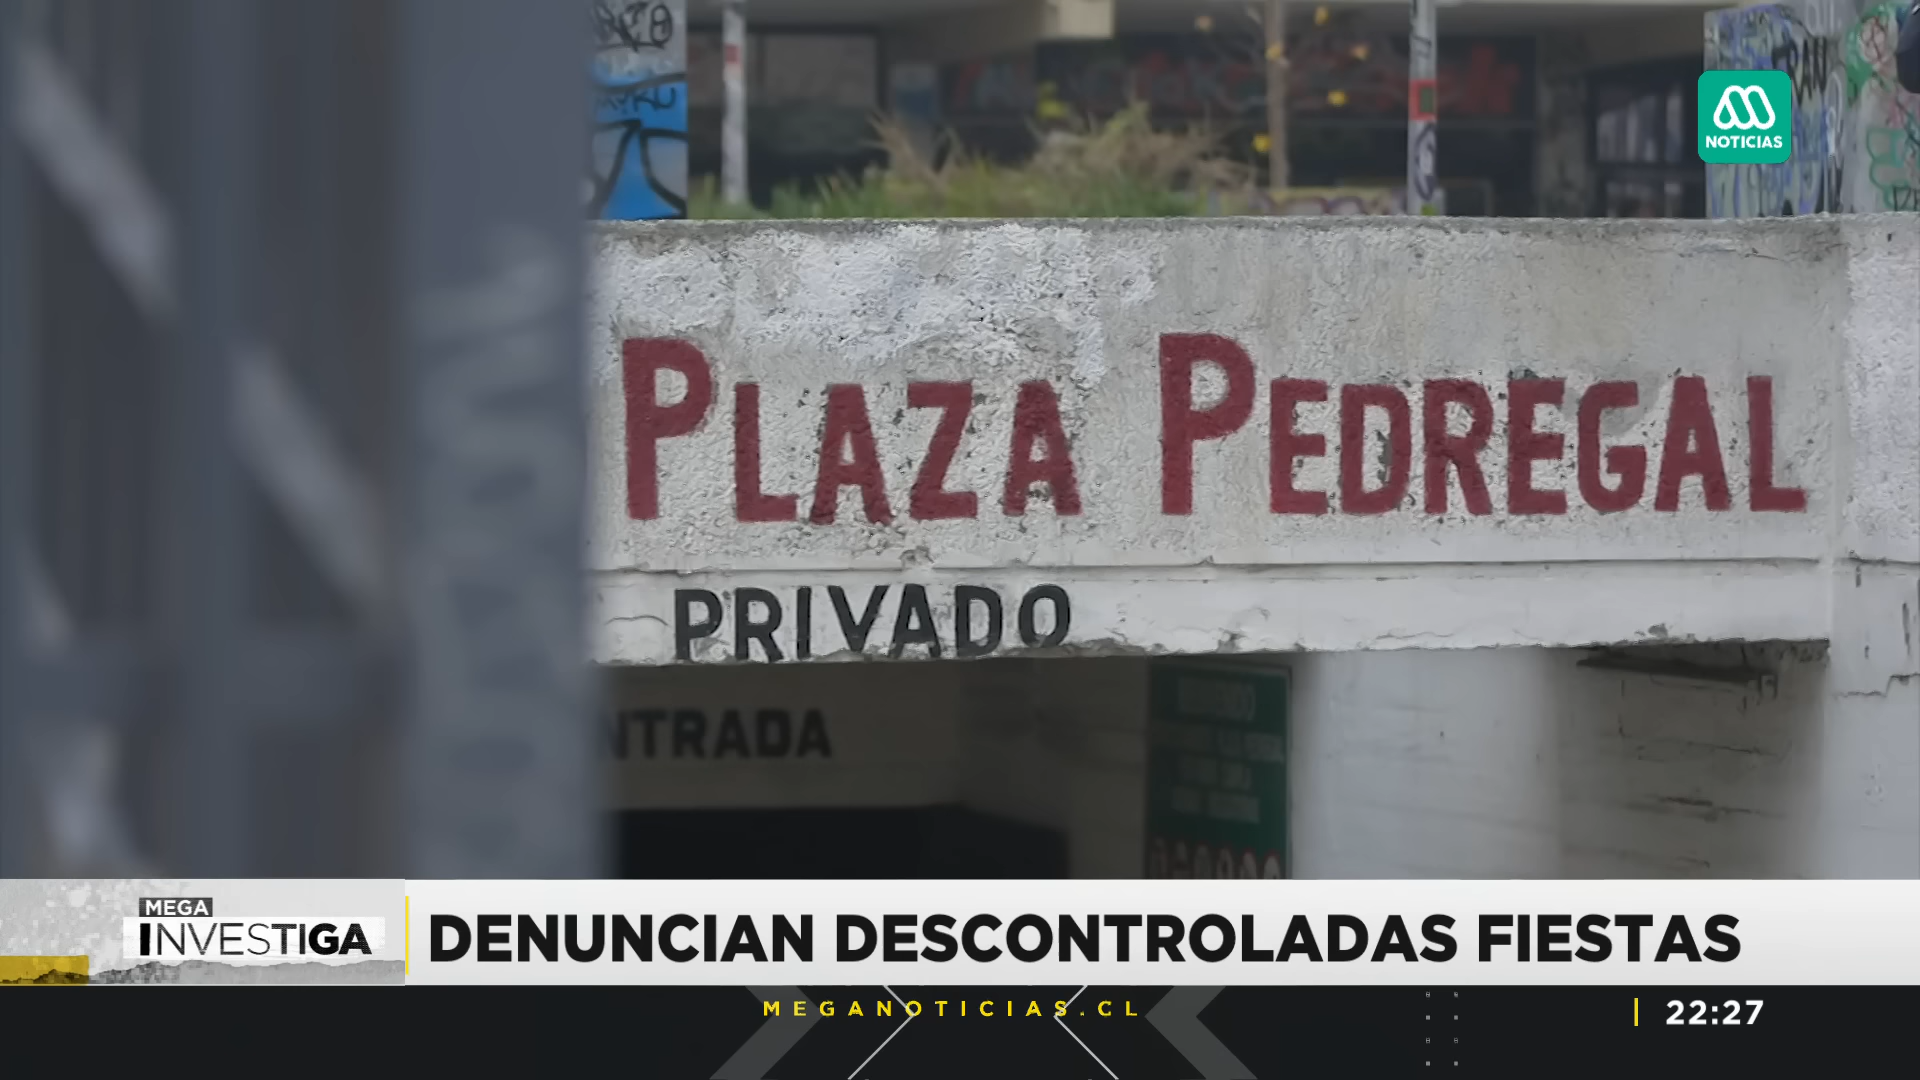 NOTICIAS
PLAZA PEDREGAL
PRIVADO
NTRADA
MEGA
INVESTIGA
DENUNCIAN DESCONTROLADAS FIESTAS
MEGANOTICIAS.CL
22:27